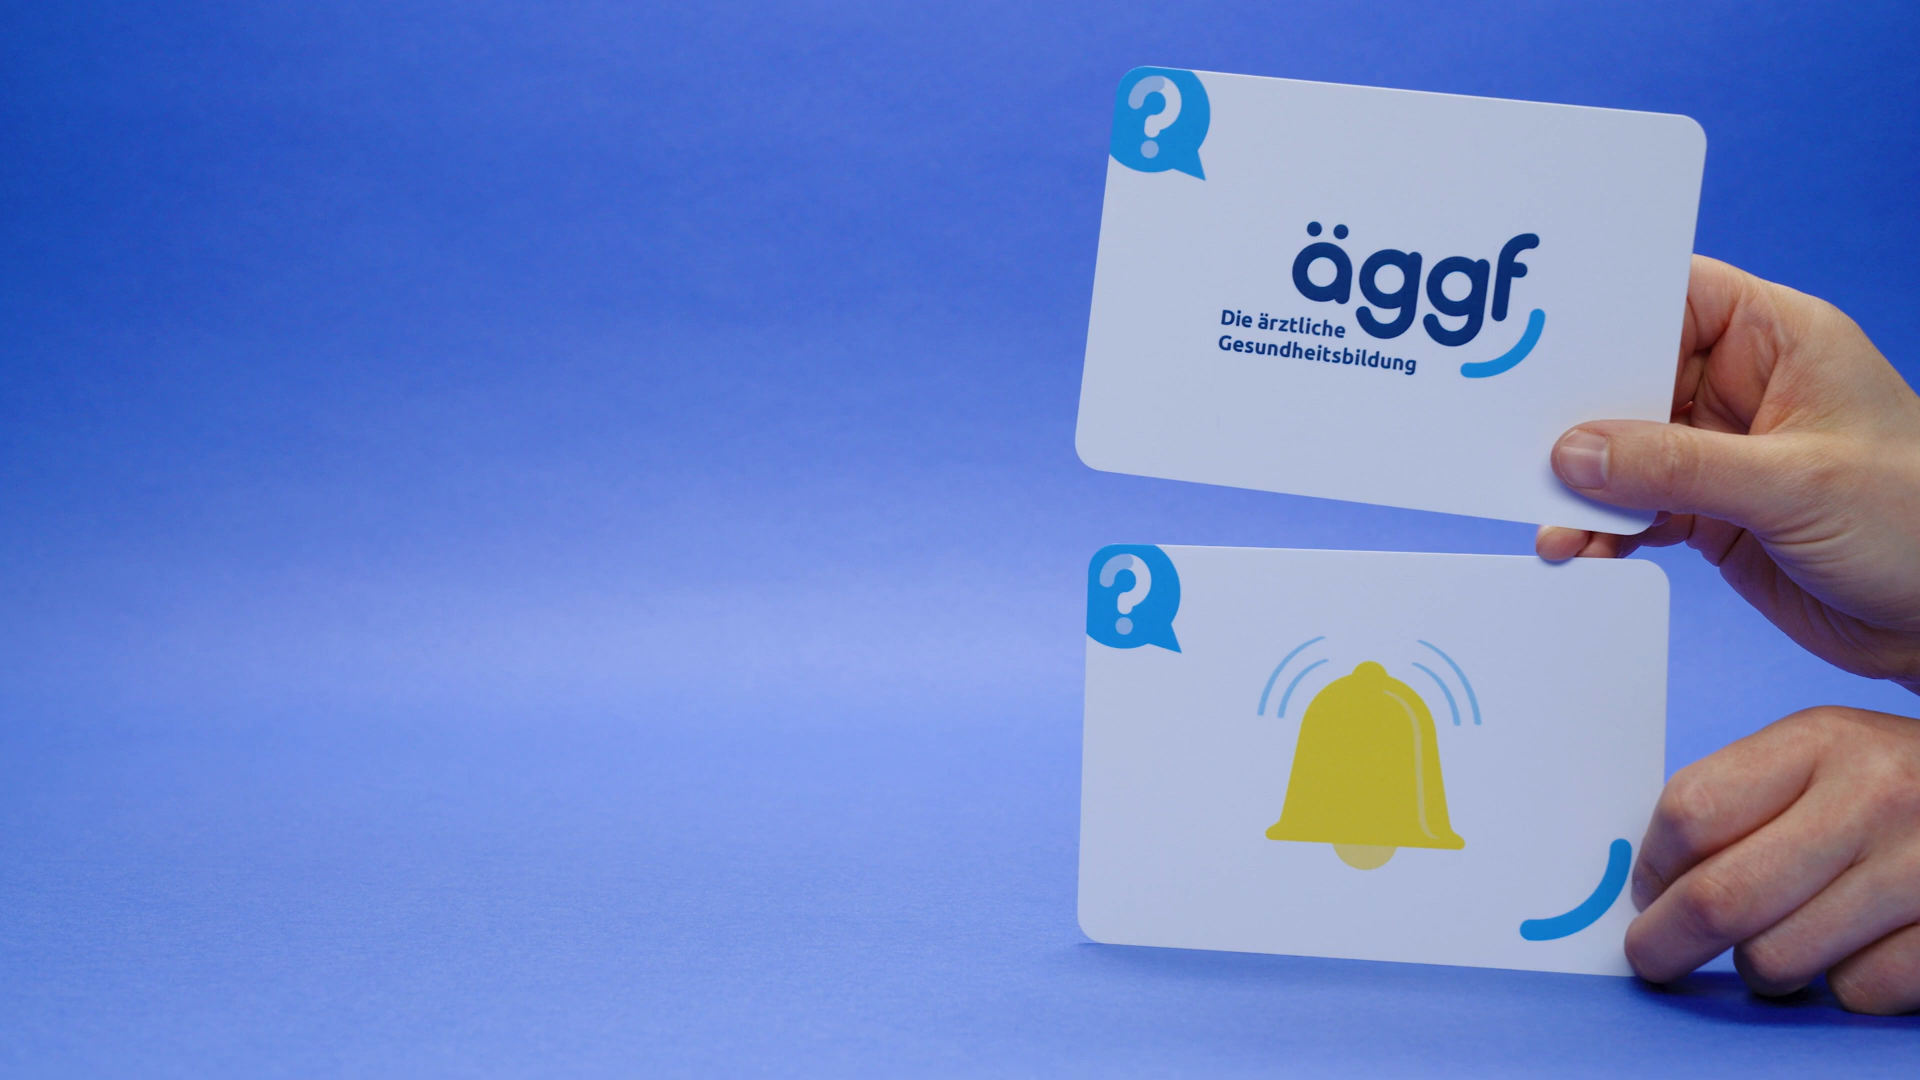 ?
äggf
Die ärztliche
Gesundheitsbildung
?